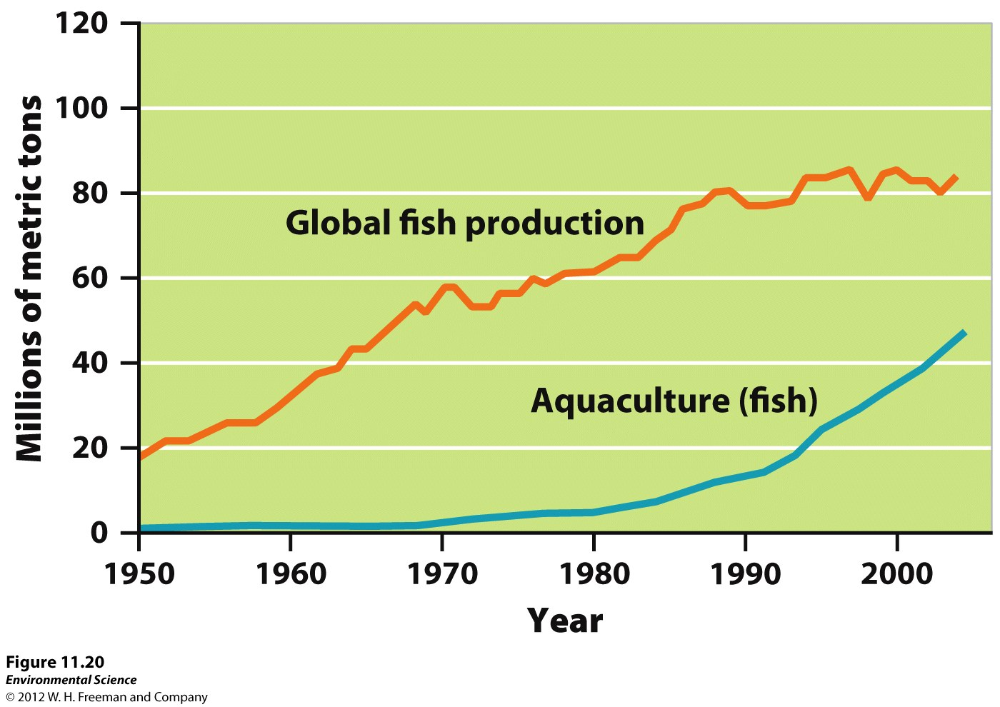 120
100
80
60
40
20
0
Millions of metric tons
Global fish production
Aquaculture (fish)
1950 1960 1970 1980 1990 2000
Year
Figure 11.20
Environmental Science
© 2012 W. H. Freeman and Company